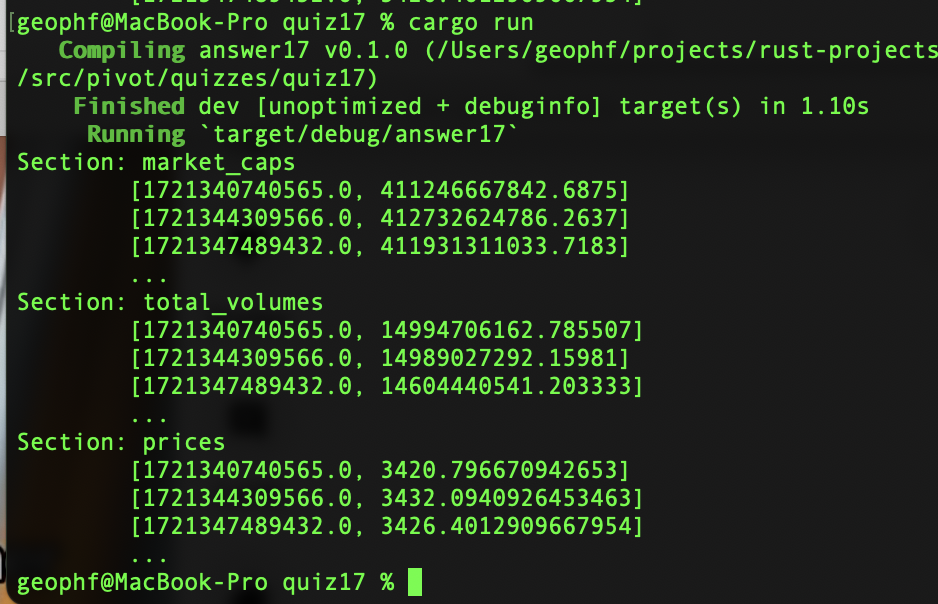 [geophf@MacBook-Pro quiz17 % cargo run
Compiling answer17 v0.1.0 (/Users/geophf/projects/rust-projects
/src/pivot/quizzes/quiz17)
Finished dev [unoptimized + debuginfo] target(s) in 1.10s
Running `target/debug/answer17`
Section: market_caps
[1721340740565.0, 411246667842.6875]
[1721344309566.0, 412732624786.2637]
[1721347489432.0, 411931311033.7183]
...
Section: total_volumes
[1721340740565.0, 14994706162.785507]
[1721344309566.0, 14989027292.15981]
[1721347489432.0, 14604440541.203333]
...
Section: prices
[1721340740565.0, 3420.796670942653]
[1721344309566.0, 3432.0940926453463]
[1721347489432.0, 3426.4012909667954]
...
geophf@MacBook-Pro quiz17 %